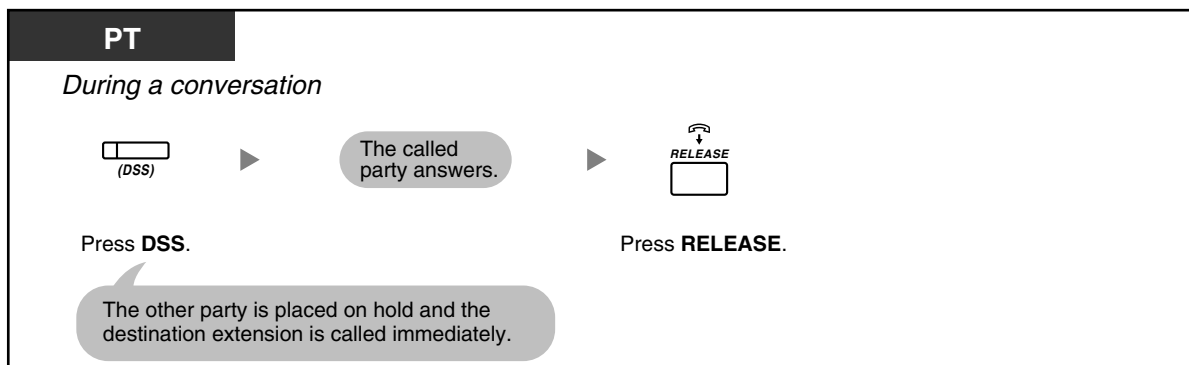 PT
During a conversation
(DSS)
The called
party answers.
RELEASE
Press DSS.
Press RELEASE.
The other party is placed on hold and the
destination extension is called immediately.